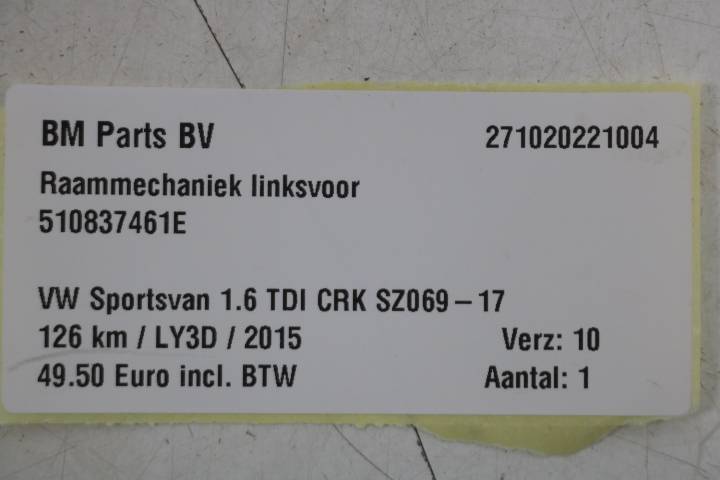 BM Parts BV 271020221004
Raammechaniek linksvoor
510837461E
VW Sportsvan 1.6 TDI CRK SZ069 – 17
126 km / LY3D / 2015 Verz: 10
49.50 Euro incl. BTW Aantal: 1